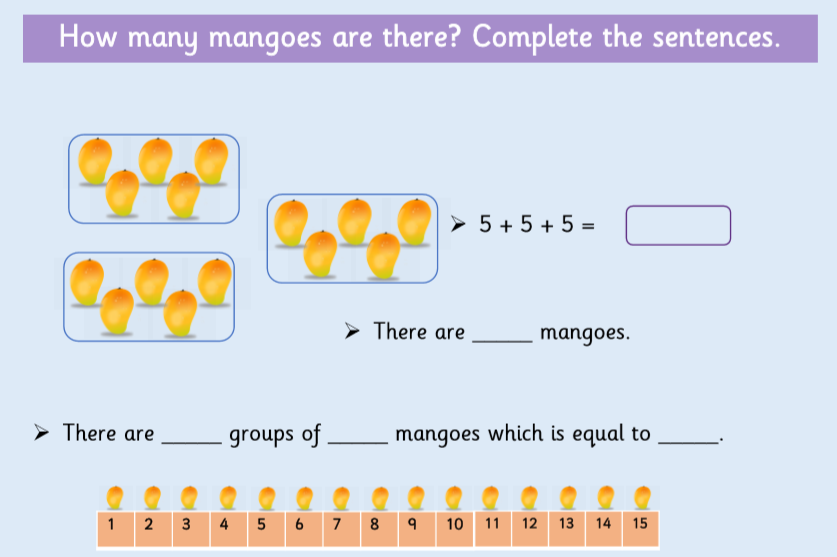 How many mangoes are there? Complete the sentences.
➤ 5 + 5 + 5 =
➤ There are _____ mangoes.
➤ There are _____ groups of _____ mangoes which is equal to _____.
1 2 3 4 5 6 7 8 9 10 11 12 13 14 15